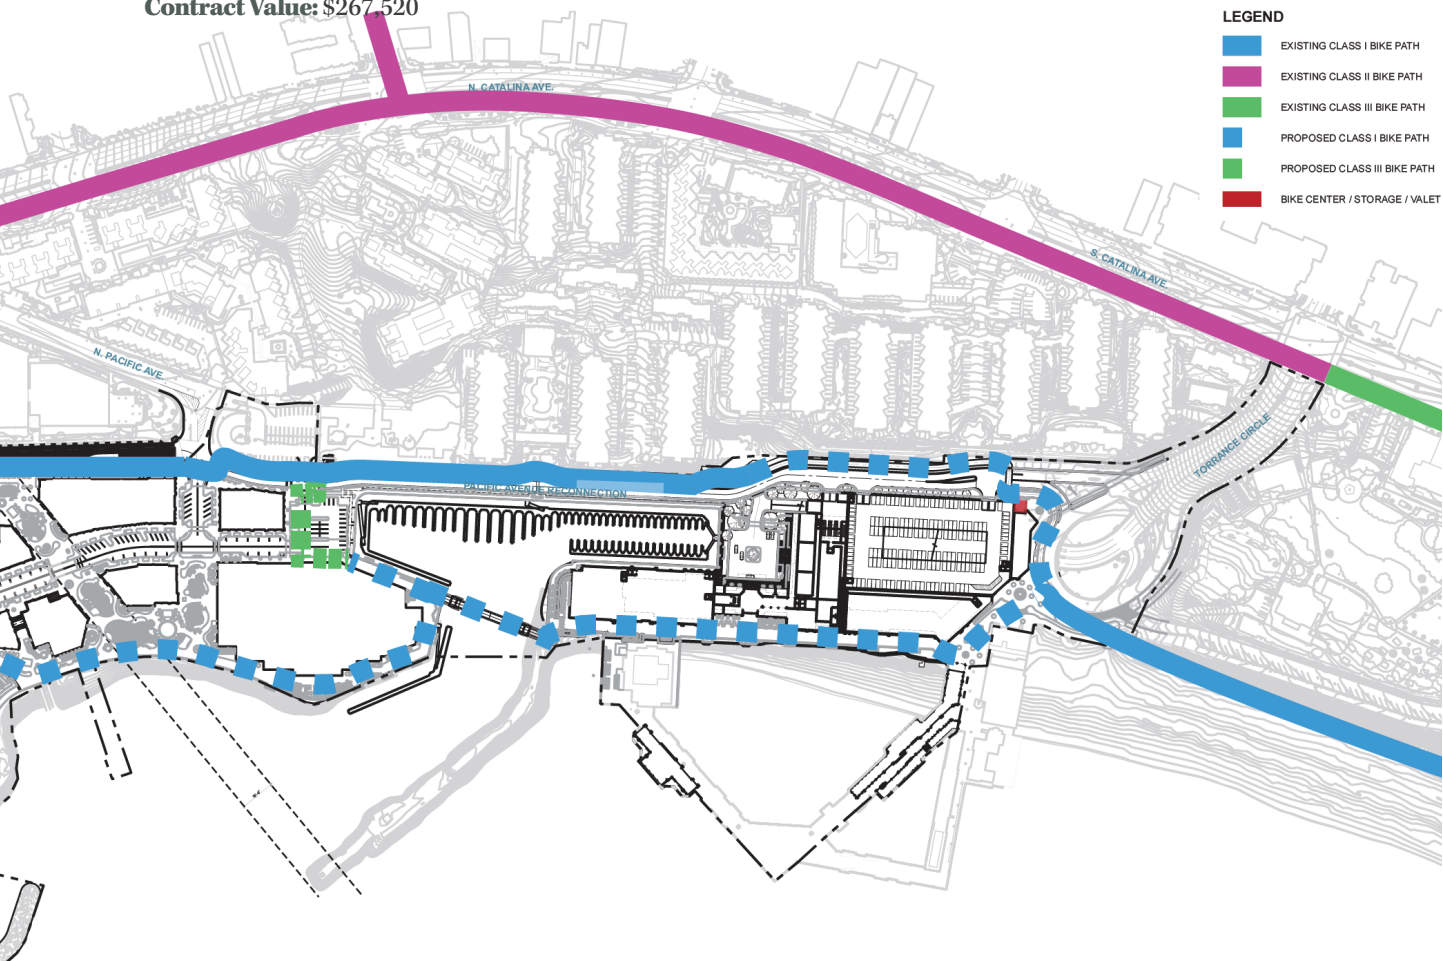 Contract Value: $267,520
LEGEND
EXISTING CLASS I BIKE PATH
EXISTING CLASS II BIKE PATH
EXISTING CLASS III BIKE PATH
PROPOSED CLASS I BIKE PATH
PROPOSED CLASS III BIKE PATH
BIKE CENTER / STORAGE / VALET
N. CATALINA AVE.
S. CATALINA AVE.
N. PACIFIC AVE.
TORRANCE CIRCLE
PACIFIC AVENUE RECONNECTION